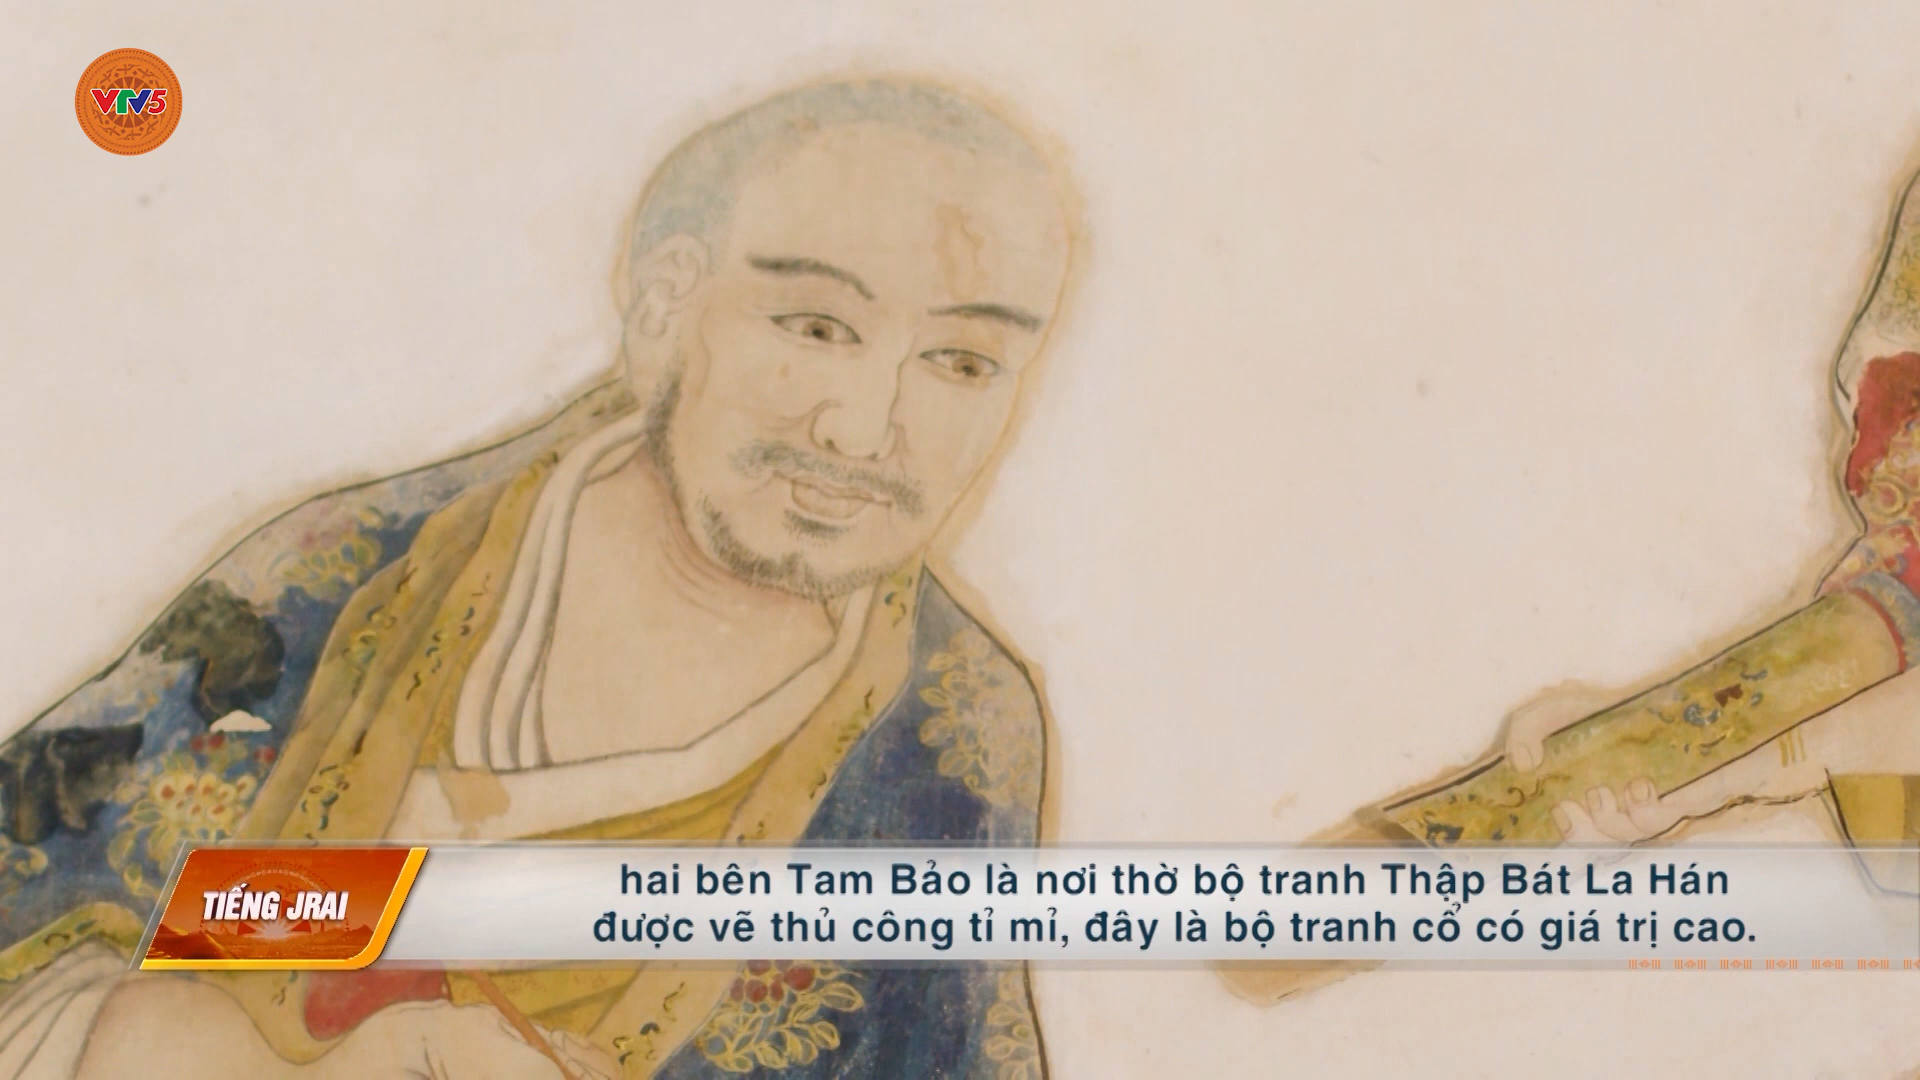 VTV5
hai bên Tam Bảo là nơi thờ bộ tranh Thập Bát La Hán
TIẾNG JRAI
được vẽ thủ công tỉ mỉ, đây là bộ tranh cổ có giá trị cao.